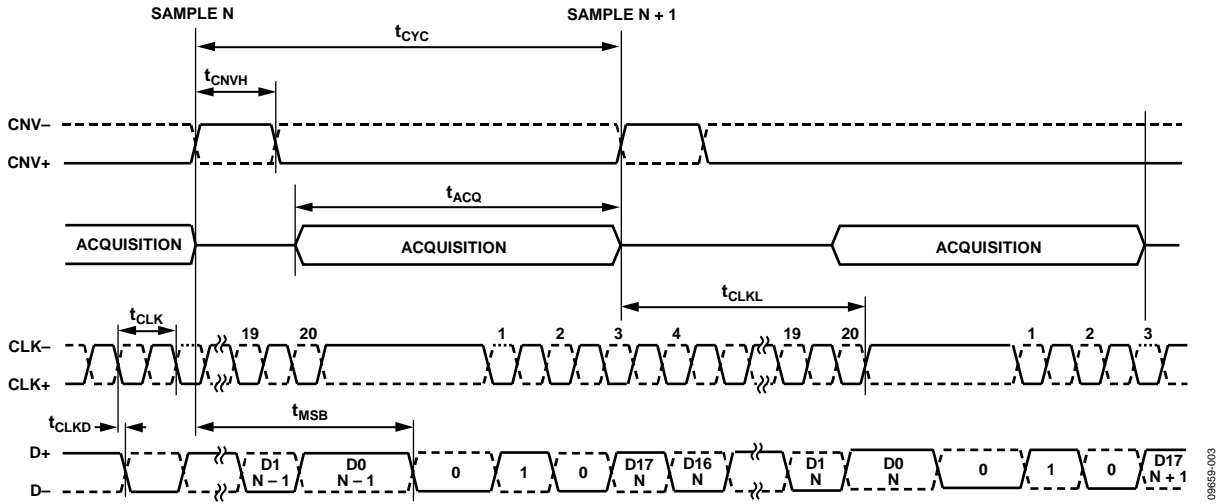 SAMPLE N SAMPLE N + 1
tCYC
tCNVH
CNV–
CNV+
tACQ
ACQUISITION ACQUISITION ACQUISITION
tCLKL
tCLK
19 20 1 2 3 4 19 20 1 2 3
CLK–
CLK+
tCLKD tMSB
D+
D–
D1 N – 1 D0 N – 1 0 1 0 D17 N D16 N D1 N D0 N 0 1 0 D17 N + 1
09659-003